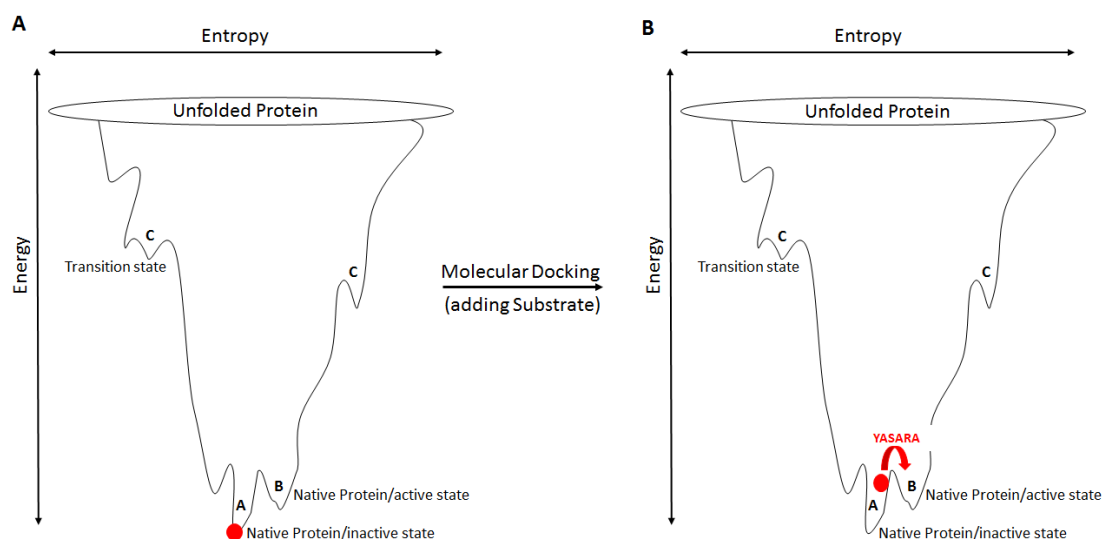 A
Entropy
Energy
Unfolded Protein
C
Transition state
C
A
B
Native Protein/active state
Native Protein/inactive state
Molecular Docking
(adding Substrate)
B
Entropy
Energy
Unfolded Protein
C
Transition state
C
YASARA
A
B
Native Protein/active state
Native Protein/inactive state